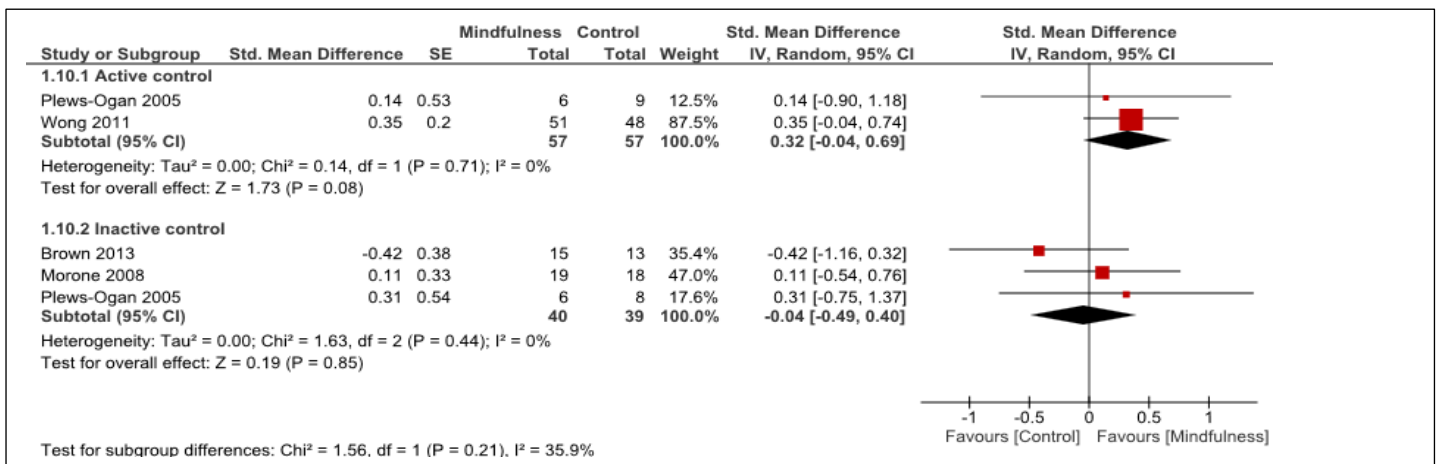 Mindfulness Control Std. Mean Difference Std. Mean Difference
Study or Subgroup Std. Mean Difference SE Total Total Weight IV, Random, 95% CI IV, Random, 95% CI
1.10.1 Active control
Plews-Ogan 2005 0.14 0.53 6 9 12.5% 0.14 [-0.90, 1.18]
Wong 2011 0.35 0.2 51 48 87.5% 0.35 [-0.04, 0.74]
Subtotal (95% CI) 57 57 100.0% 0.32 [-0.04, 0.69]
Heterogeneity: Tau² = 0.00; Chi² = 0.14, df = 1 (P = 0.71); I² = 0%
Test for overall effect: Z = 1.73 (P = 0.08)
1.10.2 Inactive control
Brown 2013 -0.42 0.38 15 13 35.4% -0.42 [-1.16, 0.32]
Morone 2008 0.11 0.33 19 18 47.0% 0.11 [-0.54, 0.76]
Plews-Ogan 2005 0.31 0.54 6 8 17.6% 0.31 [-0.75, 1.37]
Subtotal (95% CI) 40 39 100.0% -0.04 [-0.49, 0.40]
Heterogeneity: Tau² = 0.00; Chi² = 1.63, df = 2 (P = 0.44); I² = 0%
Test for overall effect: Z = 0.19 (P = 0.85)
-1 -0.5 0 0.5 1
Favours [Control] Favours [Mindfulness]
Test for subgroup differences: Chi² = 1.56, df = 1 (P = 0.21), I² = 35.9%